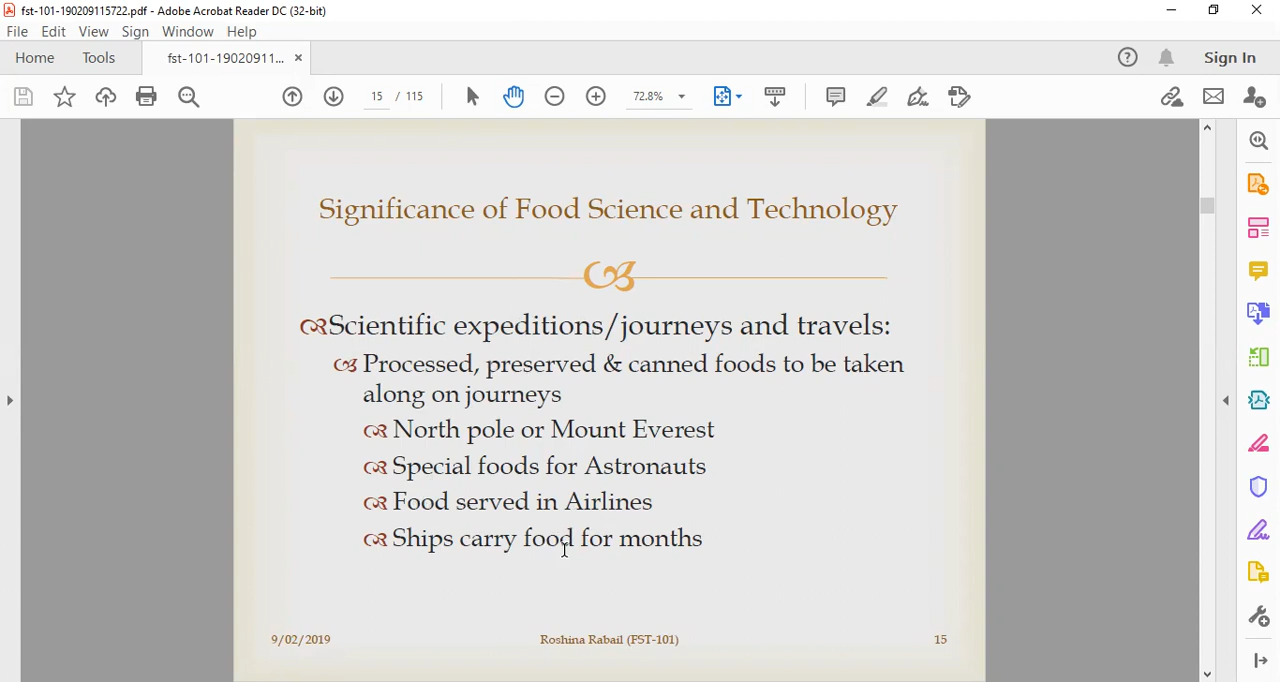 fst-101-190209115722.pdf - Adobe Acrobat Reader DC (32-bit)
File Edit View Sign Window Help
Home Tools fst-101-19020911... × Sign In
15 / 115 72.8%
Significance of Food Science and Technology
Scientific expeditions/journeys and travels:
Processed, preserved & canned foods to be taken
along on journeys
North pole or Mount Everest
Special foods for Astronauts
Food served in Airlines
Ships carry food for months
9/02/2019 Roshina Rabail (FST-101) 15